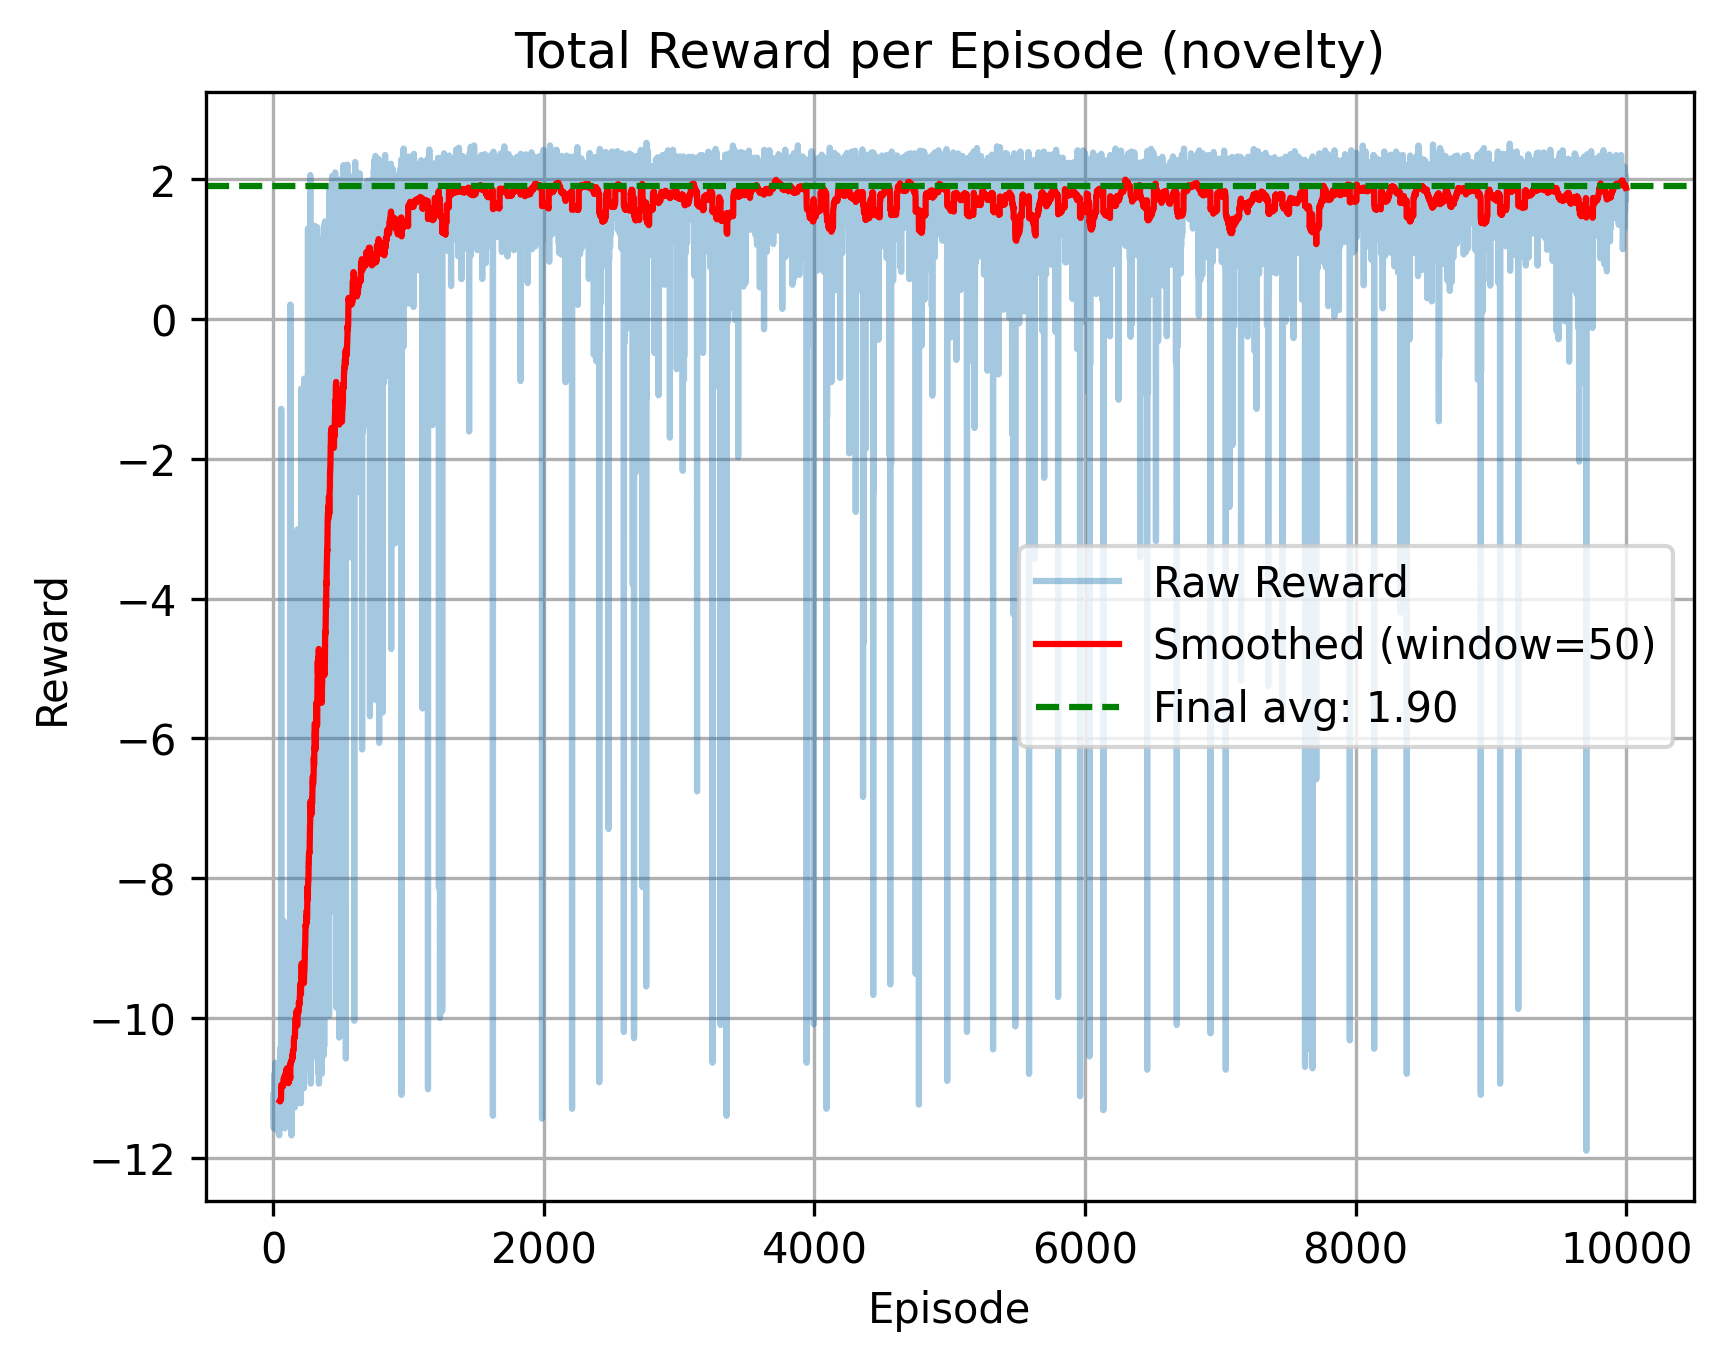 Total Reward per Episode (novelty)
2
0
−2
−4
−6
−8
−10
−12
Reward
Raw Reward
Smoothed (window=50)
Final avg: 1.90
0 2000 4000 6000 8000 10000
Episode